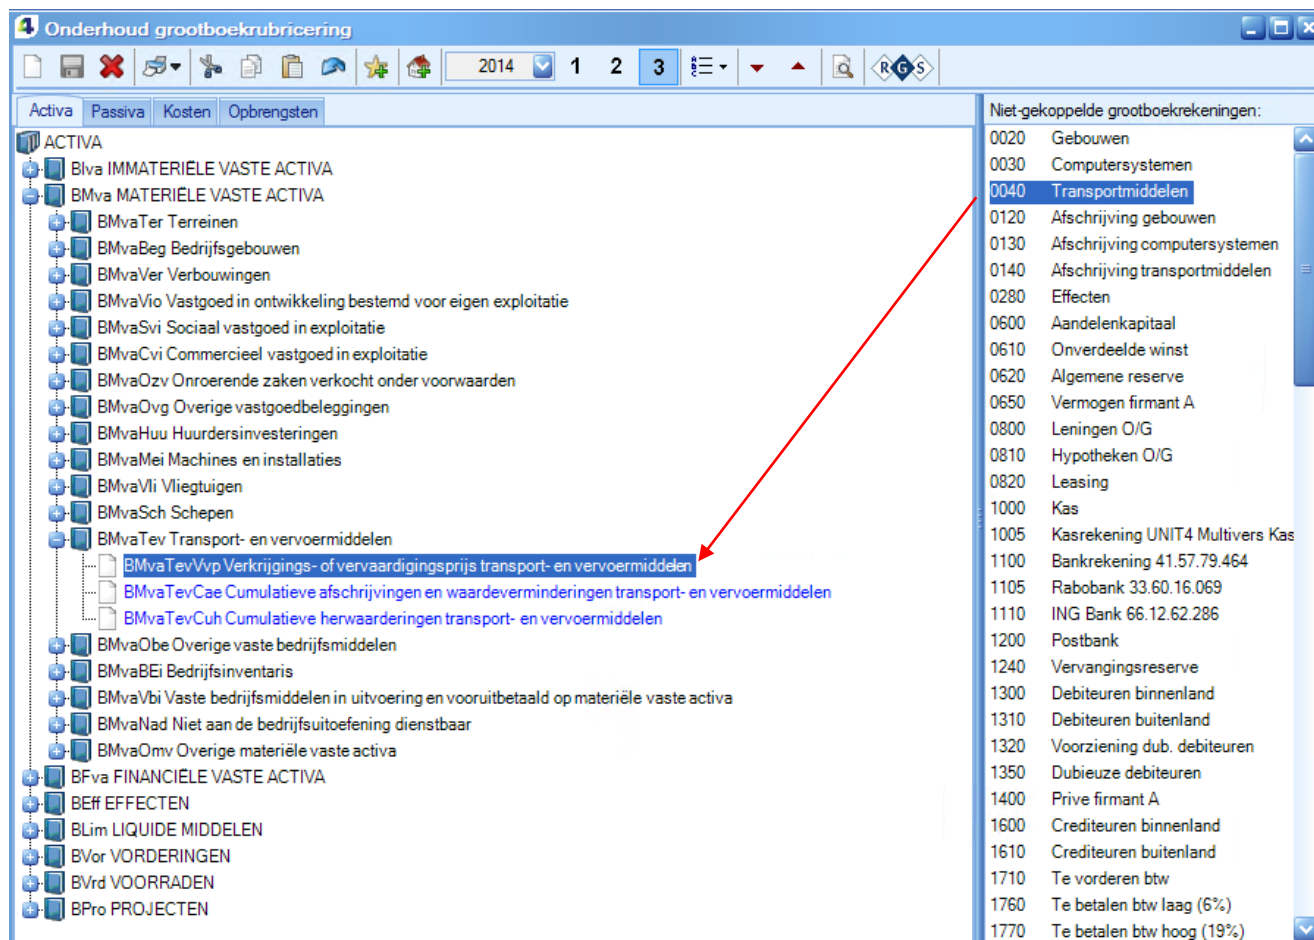 Onderhoud grootboekrubricering
2014 1 2 3 RGS
Activa Passiva Kosten Opbrengsten
ACTIVA
BIva IMMATERIËLE VASTE ACTIVA
BMva MATERIËLE VASTE ACTIVA
BMvaTer Terreinen
BMvaBeg Bedrijfsgebouwen
BMvaVer Verbouwingen
BMvaVio Vastgoed in ontwikkeling bestemd voor eigen exploitatie
BMvaSvi Sociaal vastgoed in exploitatie
BMvaCvi Commercieel vastgoed in exploitatie
BMvaOzv Onroerende zaken verkocht onder voorwaarden
BMvaOvg Overige vastgoedbeleggingen
BMvaHuu Huurdersinvesteringen
BMvaMei Machines en installaties
BMvaVli Vliegtuigen
BMvaSch Schepen
BMvaTev Transport- en vervoermiddelen
BMvaTevVvp Verkrijgings- of vervaardigingsprijs transport- en vervoermiddelen
BMvaTevCae Cumulatieve afschrijvingen en waardeverminderingen transport- en vervoermiddelen
BMvaTevCuh Cumulatieve herwaarderingen transport- en vervoermiddelen
BMvaObe Overige vaste bedrijfsmiddelen
BMvaBEi Bedrijfsinventaris
BMvaVbi Vaste bedrijfsmiddelen in uitvoering en vooruitbetaald op materiële vaste activa
BMvaNad Niet aan de bedrijfsuitoefening dienstbaar
BMvaOmv Overige materiële vaste activa
BFva FINANCIËLE VASTE ACTIVA
BEff EFFECTEN
BLim LIQUIDE MIDDELEN
BVor VORDERINGEN
BVrd VOORRADEN
BPro PROJECTEN
Niet-gekoppelde grootboekrekeningen:
0020 Gebouwen
0030 Computersystemen
0040 Transportmiddelen
0120 Afschrijving gebouwen
0130 Afschrijving computersystemen
0140 Afschrijving transportmiddelen
0280 Effecten
0600 Aandelenkapitaal
0610 Onverdeelde winst
0620 Algemene reserve
0650 Vermogen firmant A
0800 Leningen O/G
0810 Hypotheken O/G
0820 Leasing
1000 Kas
1005 Kasrekening UNIT4 Multivers Kas
1100 Bankrekening 41.57.79.464
1105 Rabobank 33.60.16.069
1110 ING Bank 66.12.62.286
1200 Postbank
1240 Vervangingsreserve
1300 Debiteuren binnenland
1310 Debiteuren buitenland
1320 Voorziening dub. debiteuren
1350 Dubieuze debiteuren
1400 Prive firmant A
1600 Crediteuren binnenland
1610 Crediteuren buitenland
1710 Te vorderen btw
1760 Te betalen btw laag (6%)
1770 Te betalen btw hoog (19%)